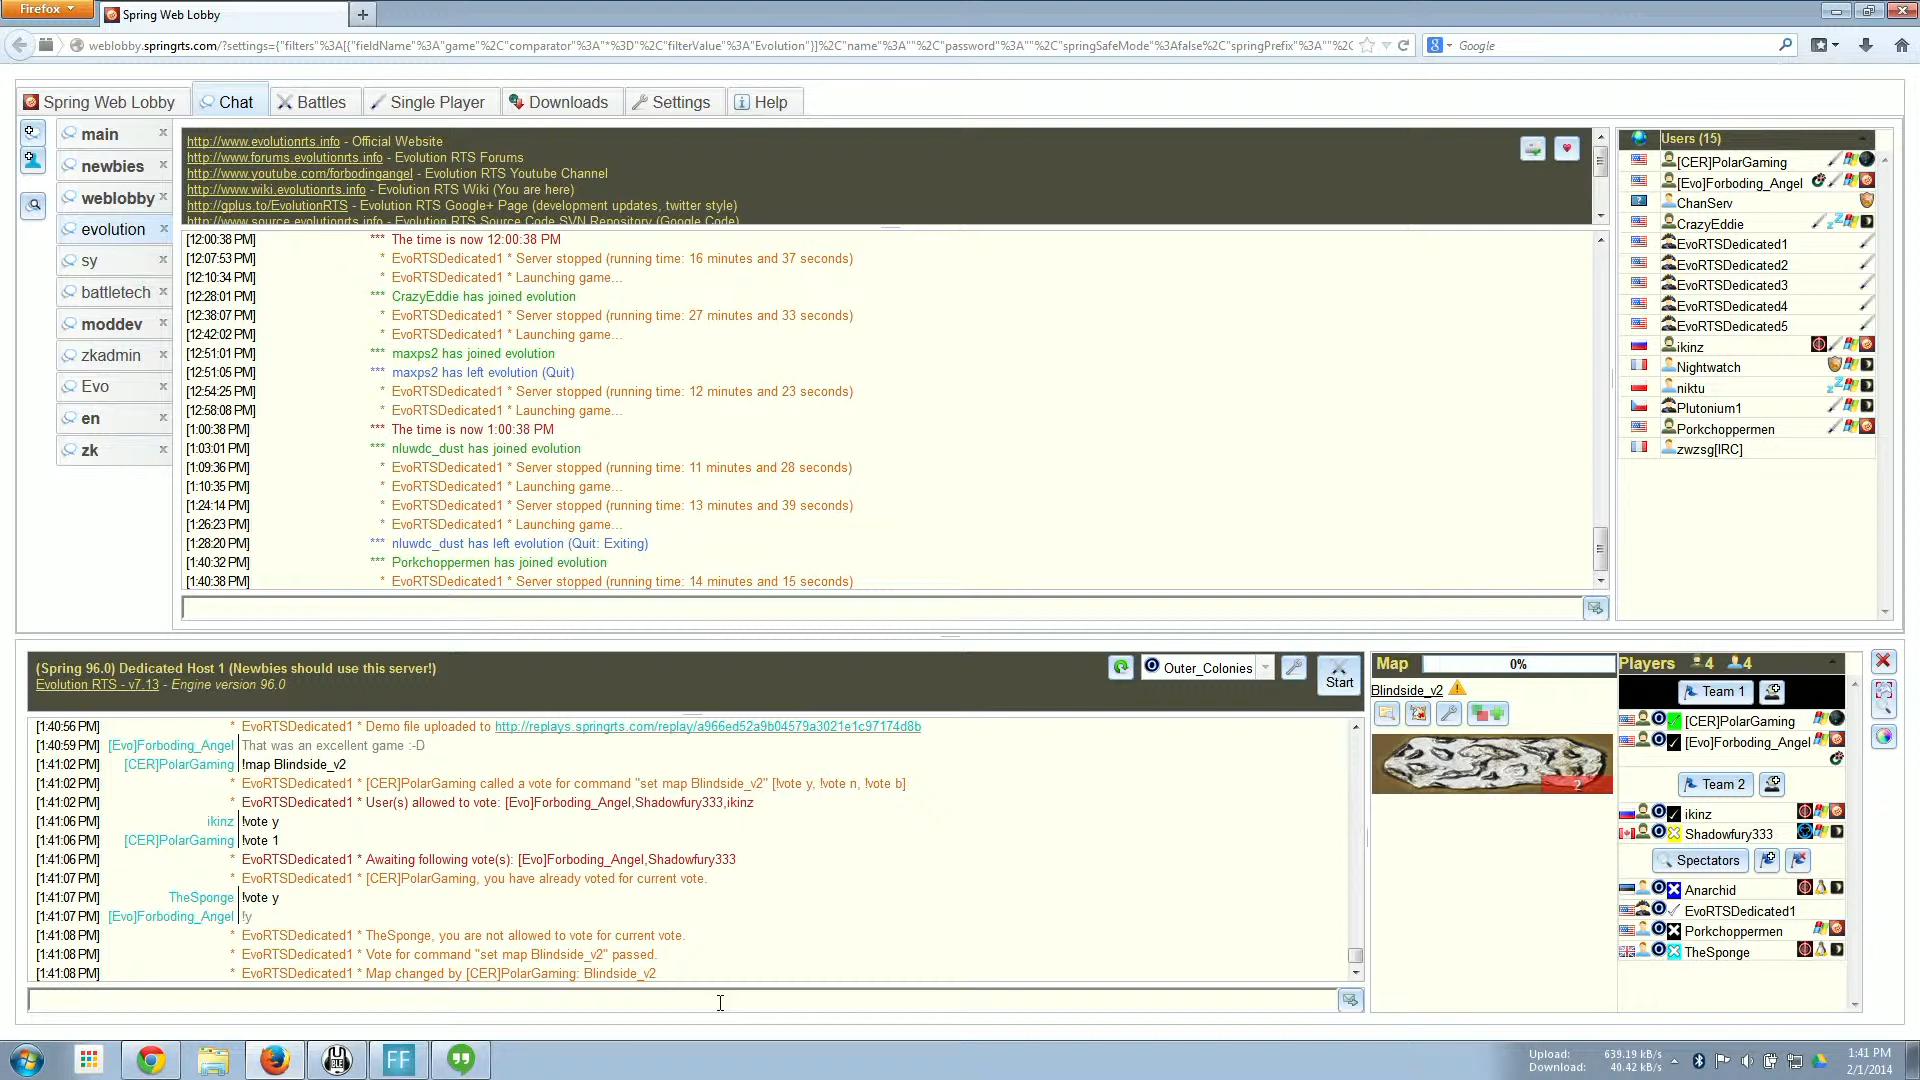 Firefox
Spring Web Lobby
weblobby.springrts.com/?settings={"filters"%3A[{"fieldName"%3A"game"%2C"comparator"%3A"*%3D"%2C"filterValue"%3A"Evolution"}]%2C"name"%3A""%2C"password"%3A""%2C"springSafeMode"%3Afalse%2C"springPrefix"%3A""%2C
Google
Spring Web Lobby
Chat
Battles
Single Player
Downloads
Settings
Help
main
newbies
weblobby
evolution
sy
battletech
moddev
zkadmin
Evo
en
zk
http://www.evolutionrts.info - Official Website
http://www.forums.evolutionrts.info - Evolution RTS Forums
http://www.youtube.com/forbodingangel - Evolution RTS Youtube Channel
http://www.wiki.evolutionrts.info - Evolution RTS Wiki (You are here)
http://gplus.to/EvolutionRTS - Evolution RTS Google+ Page (development updates, twitter style)
http://www.source.evolutionrts.info - Evolution RTS Source Code SVN Repository (Google Code)
[12:00:38 PM] *** The time is now 12:00:38 PM
[12:07:53 PM] * EvoRTSDedicated1 * Server stopped (running time: 16 minutes and 37 seconds)
[12:10:34 PM] * EvoRTSDedicated1 * Launching game...
[12:28:01 PM] *** CrazyEddie has joined evolution
[12:38:07 PM] * EvoRTSDedicated1 * Server stopped (running time: 27 minutes and 33 seconds)
[12:42:02 PM] * EvoRTSDedicated1 * Launching game...
[12:51:01 PM] *** maxps2 has joined evolution
[12:51:05 PM] *** maxps2 has left evolution (Quit)
[12:54:25 PM] * EvoRTSDedicated1 * Server stopped (running time: 12 minutes and 23 seconds)
[12:58:08 PM] * EvoRTSDedicated1 * Launching game...
[1:00:38 PM] *** The time is now 1:00:38 PM
[1:03:01 PM] *** nluwdc_dust has joined evolution
[1:09:36 PM] * EvoRTSDedicated1 * Server stopped (running time: 11 minutes and 28 seconds)
[1:10:35 PM] * EvoRTSDedicated1 * Launching game...
[1:24:14 PM] * EvoRTSDedicated1 * Server stopped (running time: 13 minutes and 39 seconds)
[1:26:23 PM] * EvoRTSDedicated1 * Launching game...
[1:28:20 PM] *** nluwdc_dust has left evolution (Quit: Exiting)
[1:40:32 PM] *** Porkchoppermen has joined evolution
[1:40:38 PM] * EvoRTSDedicated1 * Server stopped (running time: 14 minutes and 15 seconds)
Users (15)
[CER]PolarGaming
[Evo]Forboding_Angel
ChanServ
CrazyEddie
EvoRTSDedicated1
EvoRTSDedicated2
EvoRTSDedicated3
EvoRTSDedicated4
EvoRTSDedicated5
ikinz
Nightwatch
niktu
Plutonium1
Porkchoppermen
zwzsg[IRC]
(Spring 96.0) Dedicated Host 1 (Newbies should use this server!)
Evolution RTS - v7.13 - Engine version 96.0
Outer_Colonies
Start
[1:40:56 PM] * EvoRTSDedicated1 * Demo file uploaded to http://replays.springrts.com/replay/a966ed52a9b04579a3021e1c97174d8b
[1:40:59 PM] [Evo]Forboding_Angel That was an excellent game :-D
[1:41:02 PM] [CER]PolarGaming !map Blindside_v2
[1:41:02 PM] * EvoRTSDedicated1 * [CER]PolarGaming called a vote for command "set map Blindside_v2" [!vote y, !vote n, !vote b]
[1:41:02 PM] * EvoRTSDedicated1 * User(s) allowed to vote: [Evo]Forboding_Angel,Shadowfury333,ikinz
[1:41:06 PM] ikinz !vote y
[1:41:06 PM] [CER]PolarGaming !vote 1
[1:41:06 PM] * EvoRTSDedicated1 * Awaiting following vote(s): [Evo]Forboding_Angel,Shadowfury333
[1:41:07 PM] * EvoRTSDedicated1 * [CER]PolarGaming, you have already voted for current vote.
[1:41:07 PM] TheSponge !vote y
[1:41:07 PM] [Evo]Forboding_Angel !y
[1:41:08 PM] * EvoRTSDedicated1 * TheSponge, you are not allowed to vote for current vote.
[1:41:08 PM] * EvoRTSDedicated1 * Vote for command "set map Blindside_v2" passed.
[1:41:08 PM] * EvoRTSDedicated1 * Map changed by [CER]PolarGaming: Blindside_v2
Map
0%
Blindside_v2
2
Players 4 4
Team 1
[CER]PolarGaming
[Evo]Forboding_Angel
Team 2
ikinz
Shadowfury333
Spectators
Anarchid
EvoRTSDedicated1
Porkchoppermen
TheSponge
BLE
FF
Upload: 639.19 kB/s
Download: 40.42 kB/s
1:41 PM
2/1/2014